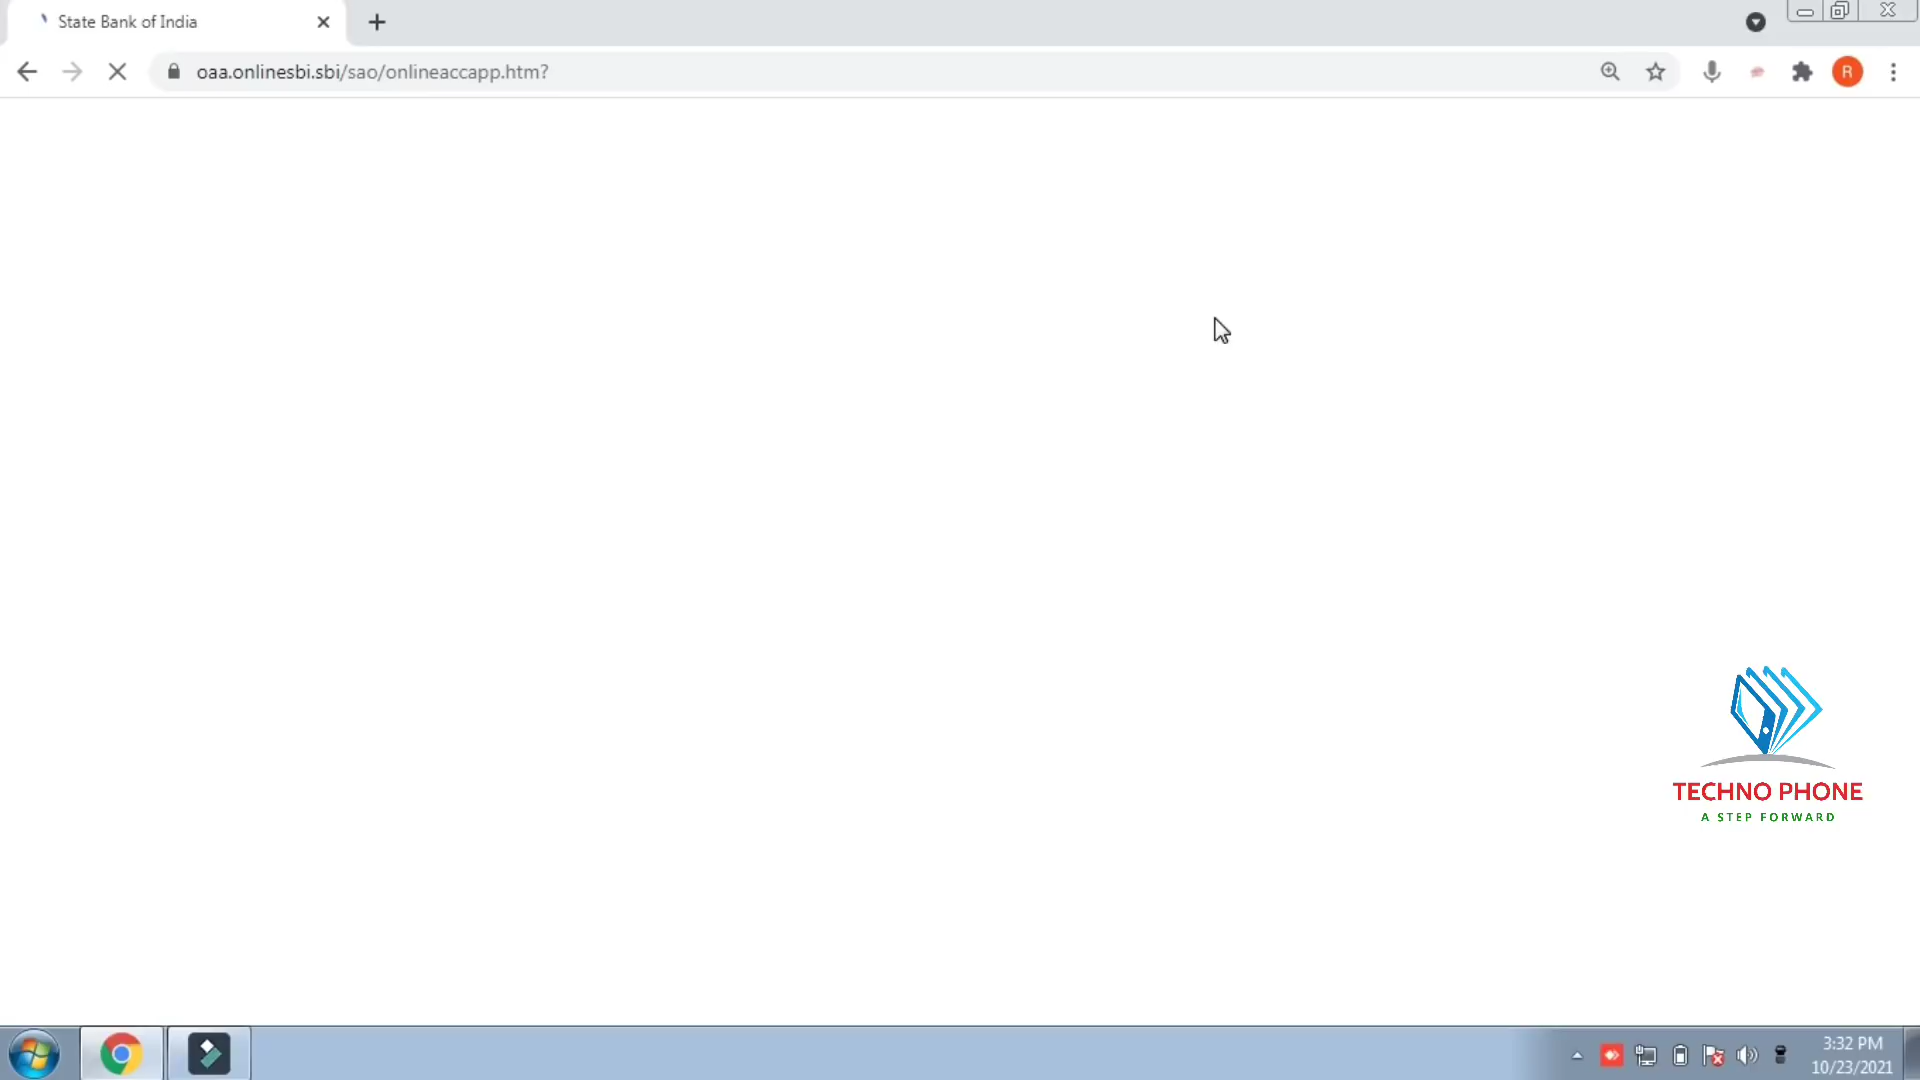 State Bank of India
oaa.onlinesbi.sbi/sao/onlineaccapp.htm?
R
TECHNO PHONE
A STEP FORWARD
3:32 PM
10/23/2021